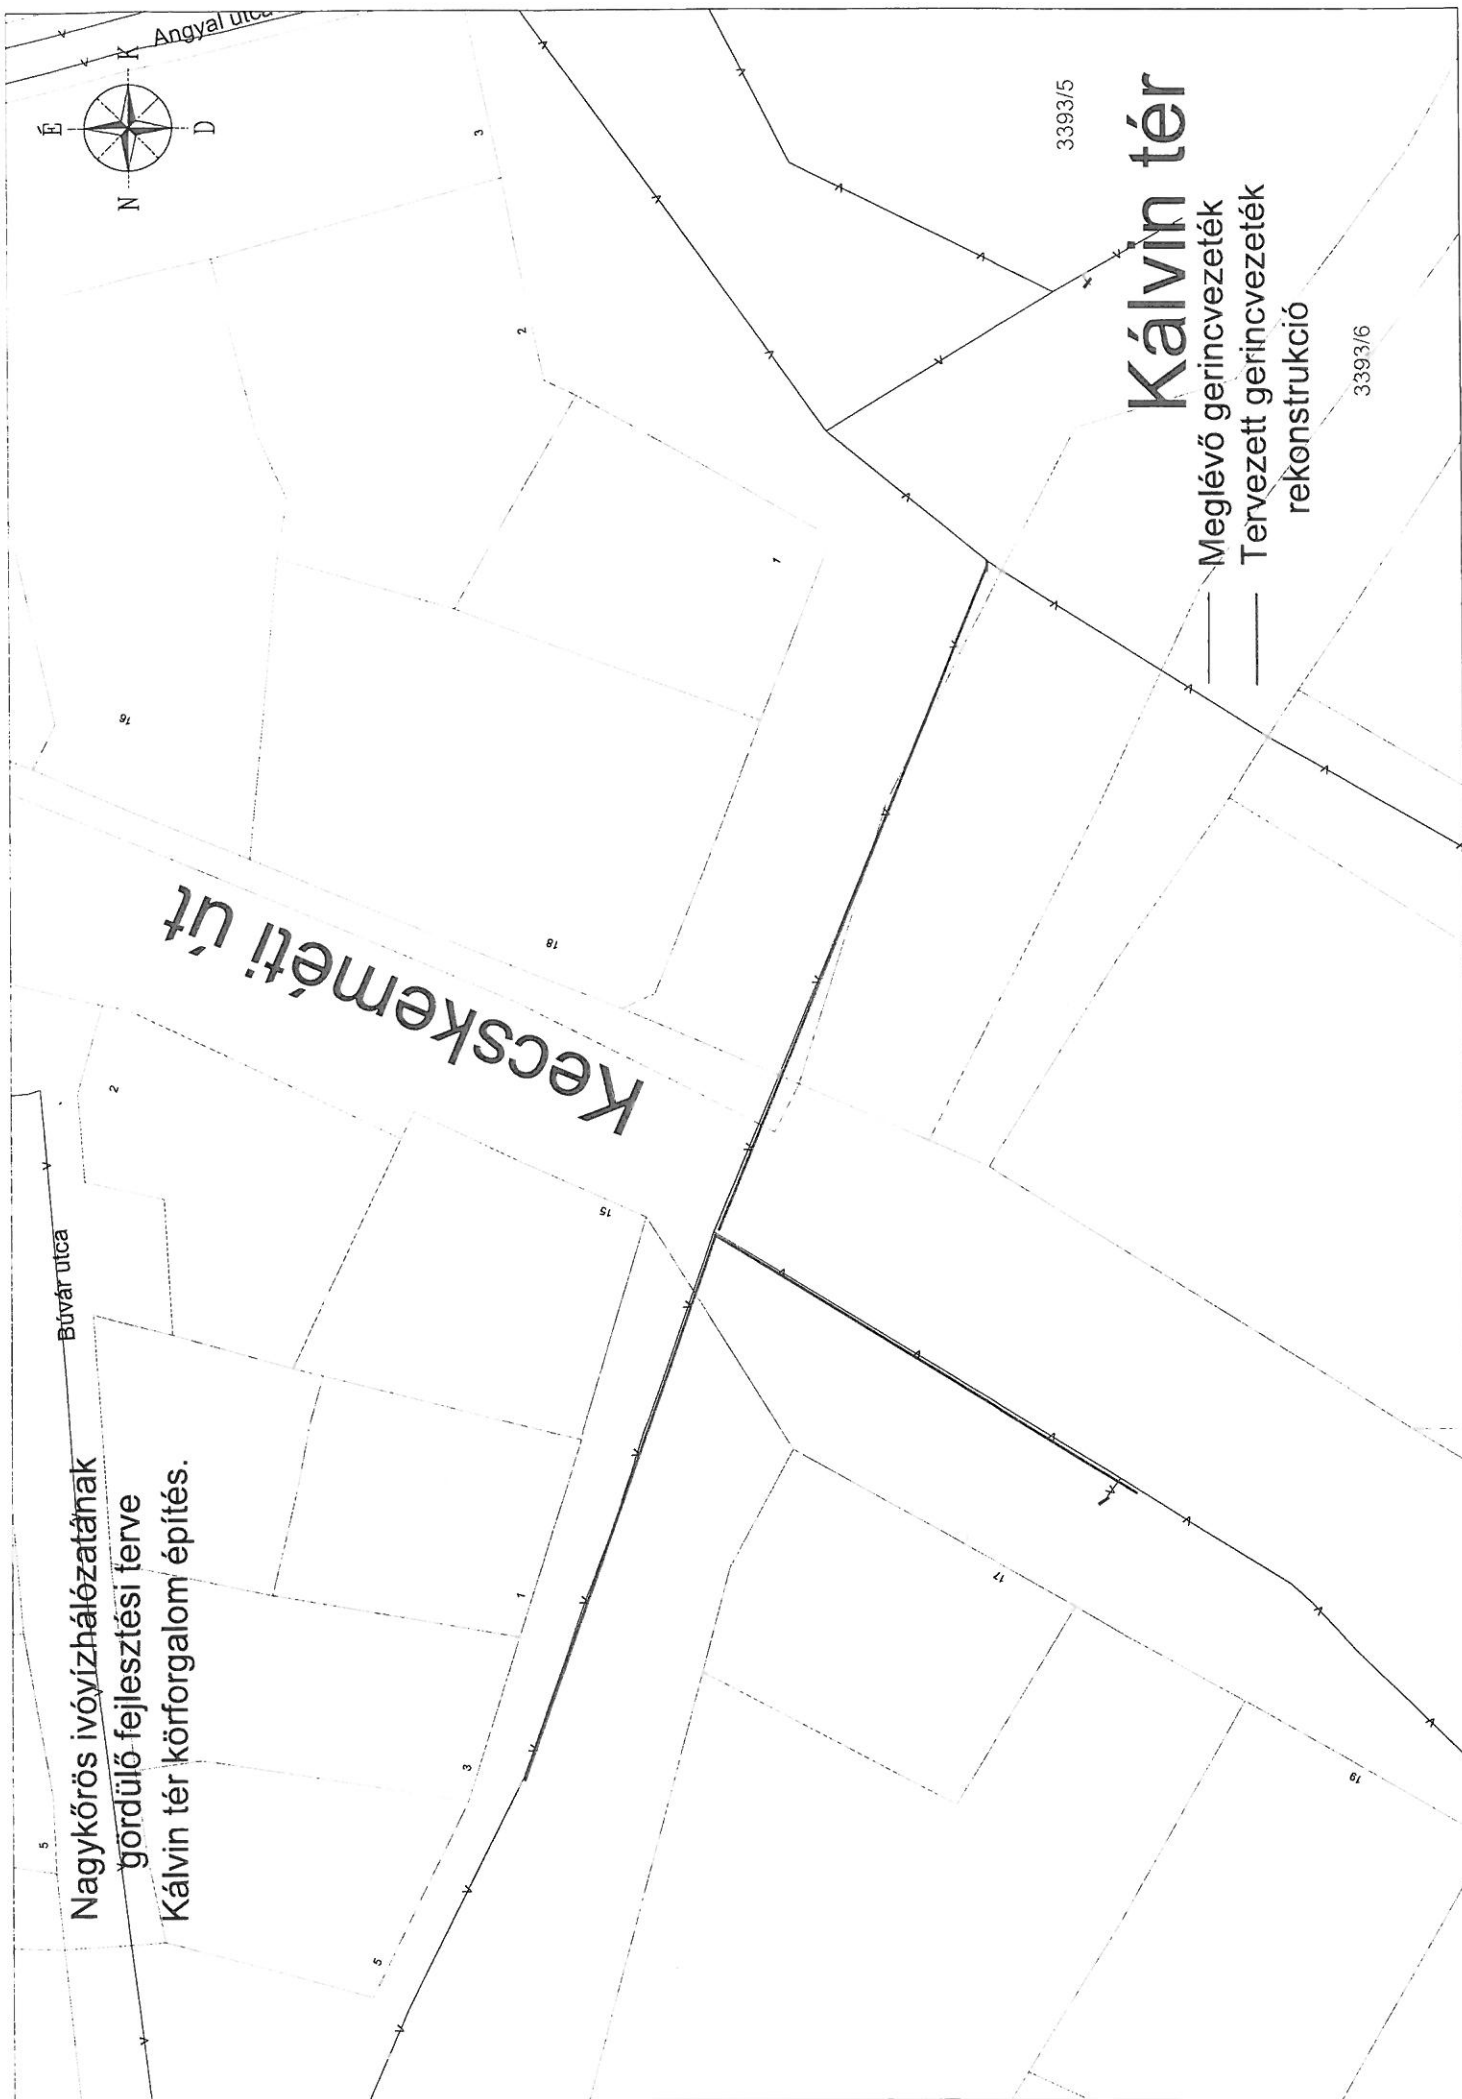 Nagykőrös ivóvízhálózatának
gördülő fejlesztési terve
Kálvin tér körforgalom építés.
Búvár utca
Angyal utca
É
K
D
N
Kecskeméti út
Kálvin tér
Meglévő gerincvezeték
Tervezett gerincvezeték
rekonstrukció
3393/5
3393/6
5
5
3
1
2
15
16
18
3
2
1
17
19